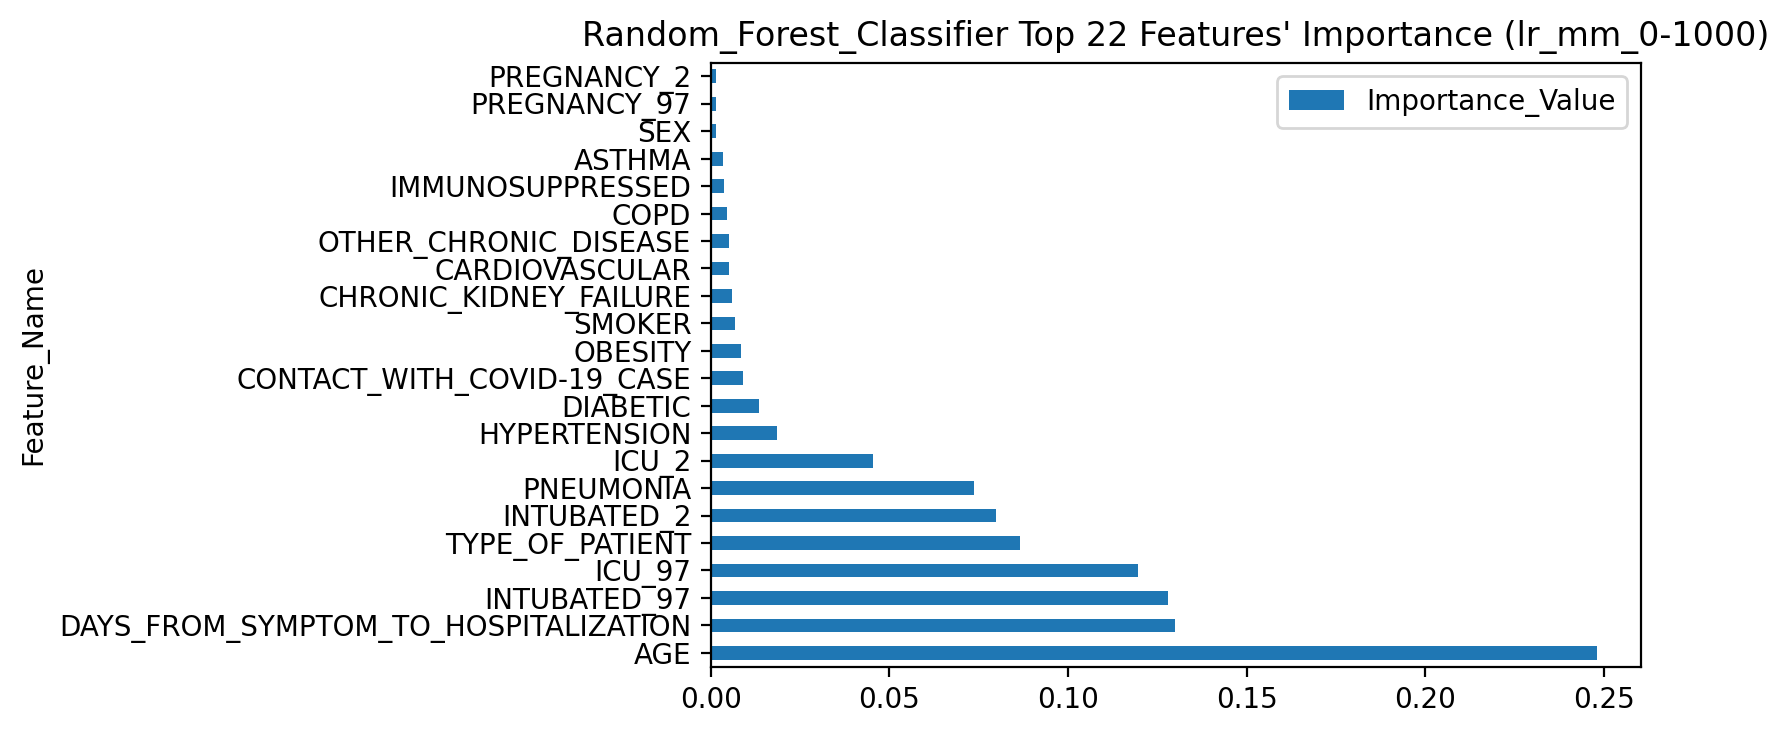 Random_Forest_Classifier Top 22 Features' Importance (lr_mm_0-1000)
Importance_Value
Feature_Name
PREGNANCY_2
PREGNANCY_97
SEX
ASTHMA
IMMUNOSUPPRESSED
COPD
OTHER_CHRONIC_DISEASE
CARDIOVASCULAR
CHRONIC_KIDNEY_FAILURE
SMOKER
OBESITY
CONTACT_WITH_COVID-19_CASE
DIABETIC
HYPERTENSION
ICU_2
PNEUMONIA
INTUBATED_2
TYPE_OF_PATIENT
ICU_97
INTUBATED_97
DAYS_FROM_SYMPTOM_TO_HOSPITALIZATION
AGE
0.00 0.05 0.10 0.15 0.20 0.25